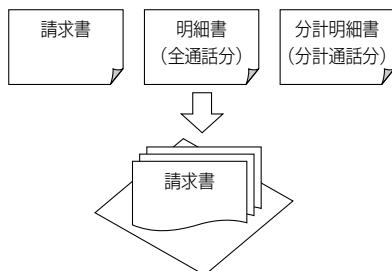 請求書
明細書
（全通話分）
分計明細書
（分計通話分）
請求書